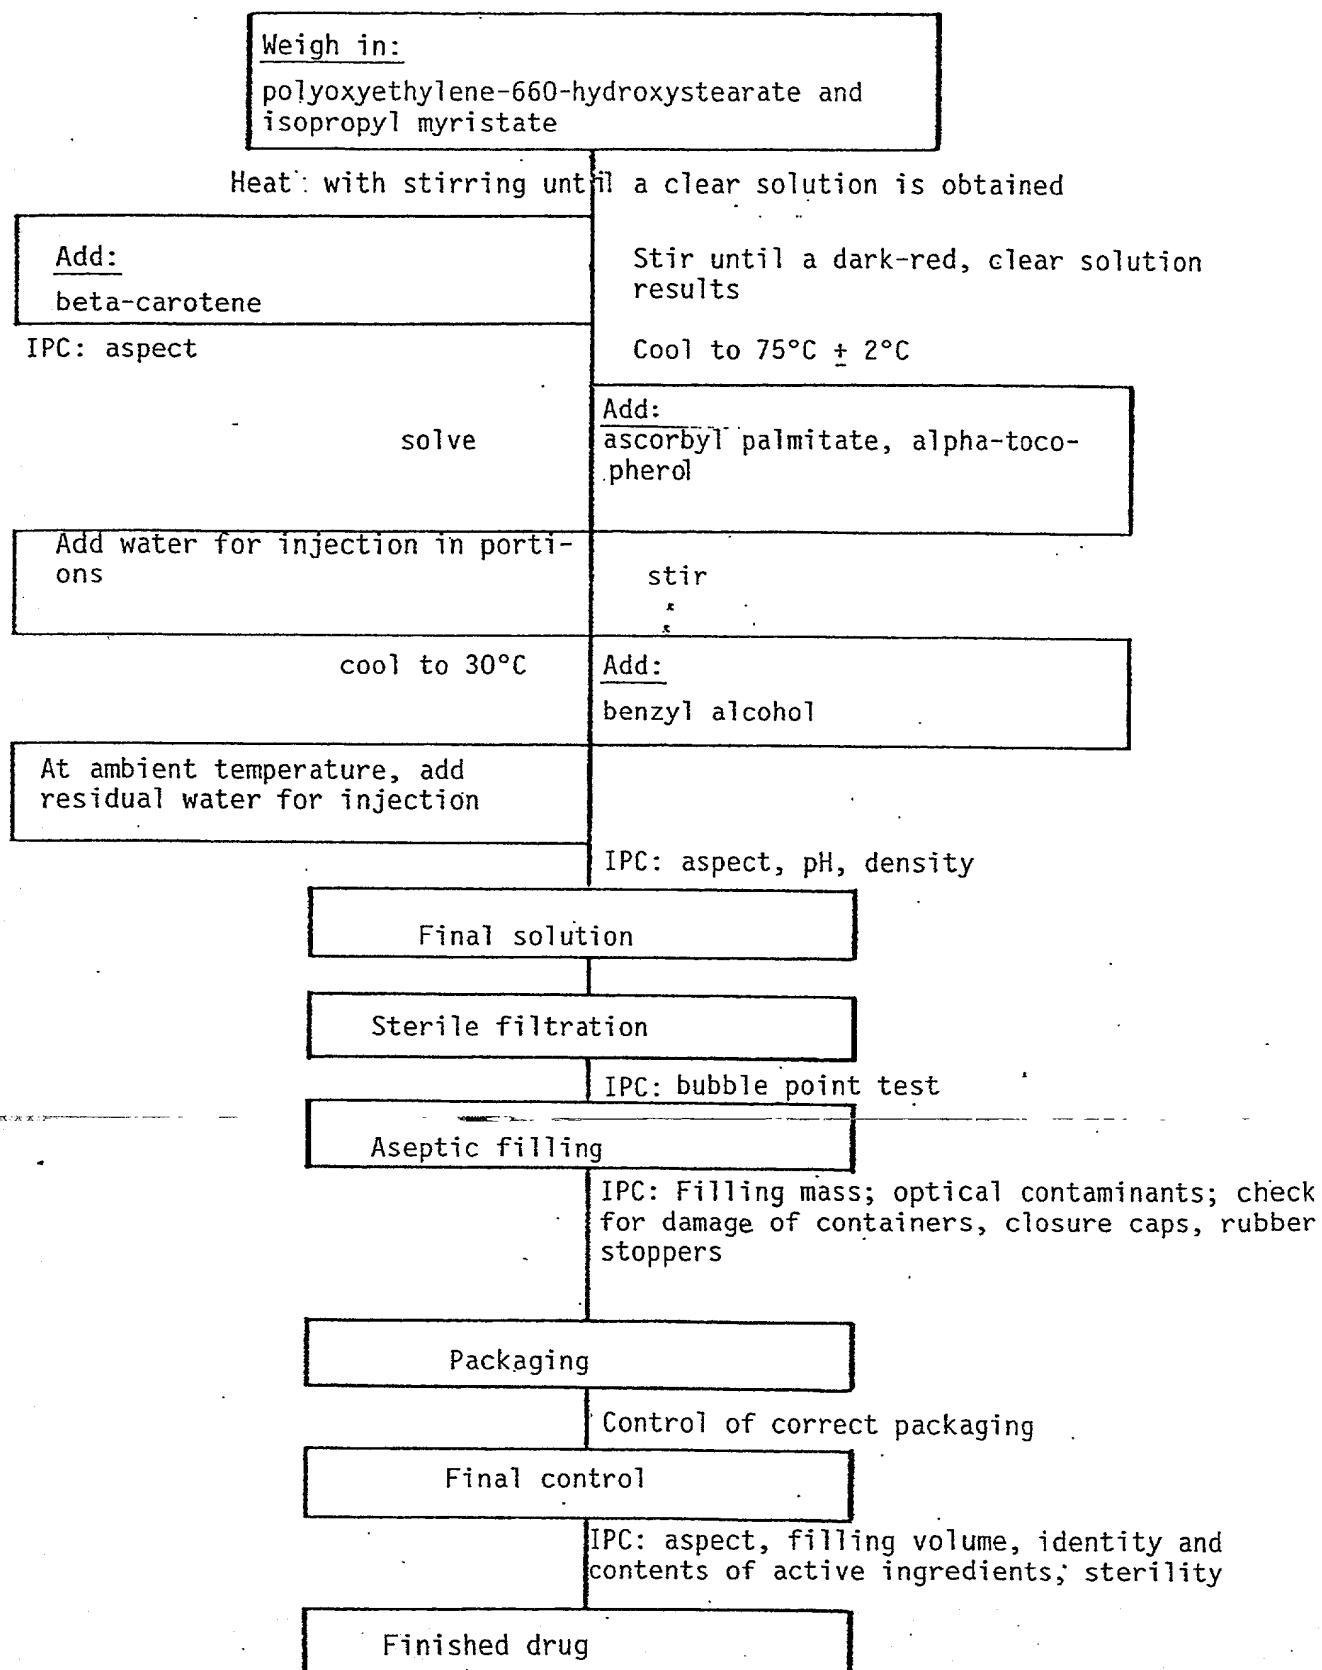 Weigh in:
polyoxyethylene-660-hydroxystearate and
isopropyl myristate
Heat: with stirring until a clear solution is obtained
Add:
beta-carotene
Stir until a dark-red, clear solution
results
IPC: aspect
Cool to 75°C ± 2°C
solve
Add:
ascorbyl palmitate, alpha-toco-
pherol
Add water for injection in porti-
ons
stir
cool to 30°C
Add:
benzyl alcohol
At ambient temperature, add
residual water for injection
IPC: aspect, pH, density
Final solution
Sterile filtration
IPC: bubble point test
Aseptic filling
IPC: Filling mass; optical contaminants; check
for damage of containers, closure caps, rubber
stoppers
Packaging
Control of correct packaging
Final control
IPC: aspect, filling volume, identity and
contents of active ingredients; sterility
Finished drug